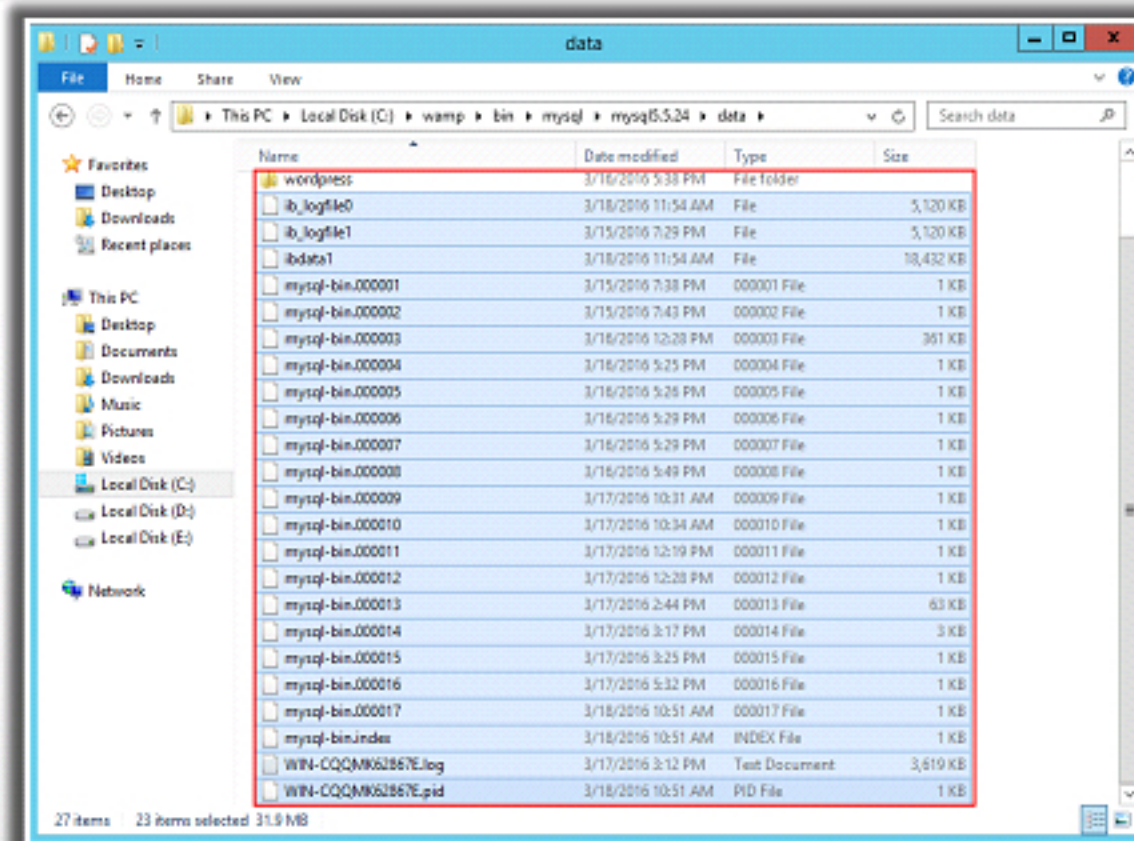 data
File Home Share View
This PC Local Disk (C:) wamp bin mysql mysql5.5.24 data Search data
Name Date modified Type Size
Favorites
Desktop
Downloads
Recent places
This PC
Desktop
Documents
Downloads
Music
Pictures
Videos
Local Disk (C:)
Local Disk (D:)
Local Disk (E:)
Network
wordpress 3/16/2016 5:38 PM File folder
ib_logfile0 3/18/2016 11:54 AM File 5,120 KB
ib_logfile1 3/15/2016 7:29 PM File 5,120 KB
ibdata1 3/18/2016 11:54 AM File 18,432 KB
mysql-bin.000001 3/15/2016 7:38 PM 000001 File 1 KB
mysql-bin.000002 3/15/2016 7:43 PM 000002 File 1 KB
mysql-bin.000003 3/16/2016 12:28 PM 000003 File 361 KB
mysql-bin.000004 3/16/2016 5:25 PM 000004 File 1 KB
mysql-bin.000005 3/16/2016 5:26 PM 000005 File 1 KB
mysql-bin.000006 3/16/2016 5:29 PM 000006 File 1 KB
mysql-bin.000007 3/16/2016 5:29 PM 000007 File 1 KB
mysql-bin.000008 3/16/2016 5:49 PM 000008 File 1 KB
mysql-bin.000009 3/17/2016 10:31 AM 000009 File 1 KB
mysql-bin.000010 3/17/2016 10:34 AM 000010 File 1 KB
mysql-bin.000011 3/17/2016 12:19 PM 000011 File 1 KB
mysql-bin.000012 3/17/2016 12:28 PM 000012 File 1 KB
mysql-bin.000013 3/17/2016 2:44 PM 000013 File 63 KB
mysql-bin.000014 3/17/2016 3:17 PM 000014 File 3 KB
mysql-bin.000015 3/17/2016 3:25 PM 000015 File 1 KB
mysql-bin.000016 3/17/2016 5:32 PM 000016 File 1 KB
mysql-bin.000017 3/18/2016 10:51 AM 000017 File 1 KB
mysql-bin.index 3/18/2016 10:51 AM INDEX File 1 KB
WIN-CQQMK62867E.log 3/17/2016 3:12 PM Text Document 3,619 KB
WIN-CQQMK62867E.pid 3/18/2016 10:51 AM PID File 1 KB
27 items 23 items selected 31.9 MB